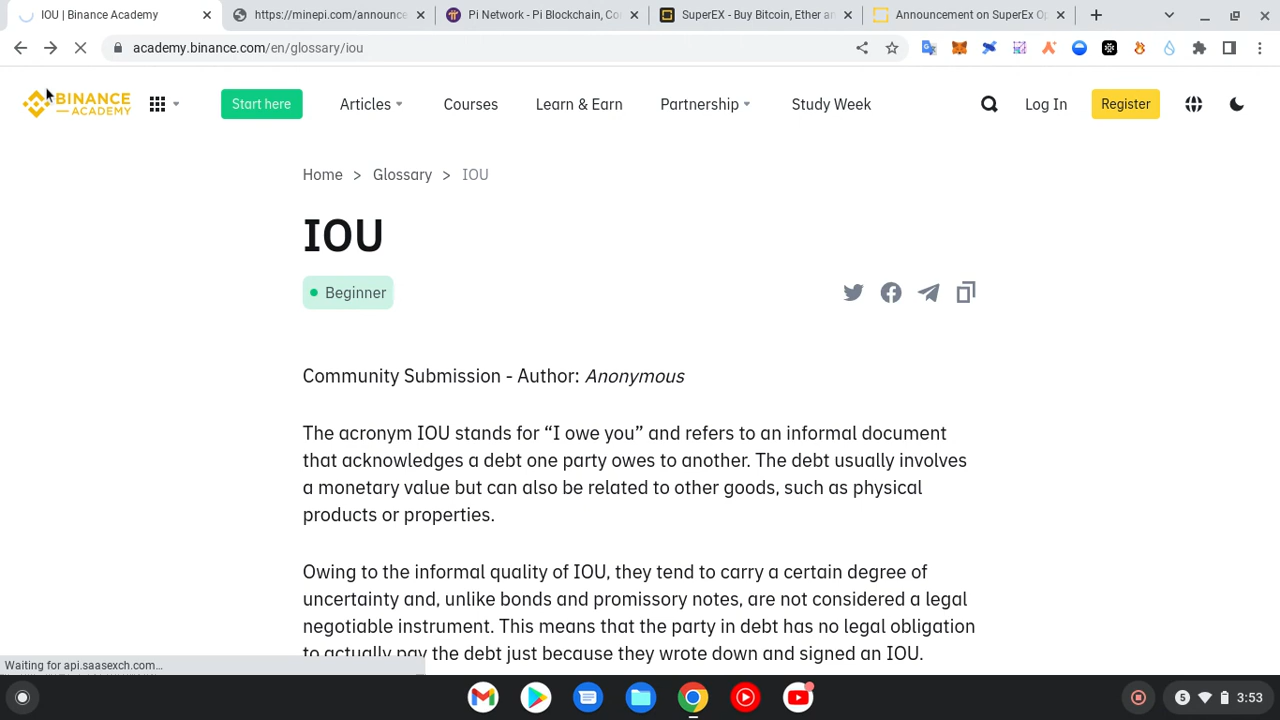 IOU | Binance Academy
https://minepi.com/announce
Pi Network - Pi Blockchain, Co
SuperEX - Buy Bitcoin, Ether an
Announcement on SuperEx Op
academy.binance.com/en/glossary/iou
BINANCE ACADEMY
Start here
Articles
Courses
Learn & Earn
Partnership
Study Week
Log In
Register
Home > Glossary > IOU
IOU
Beginner
Community Submission - Author: Anonymous
The acronym IOU stands for “I owe you” and refers to an informal document
that acknowledges a debt one party owes to another. The debt usually involves
a monetary value but can also be related to other goods, such as physical
products or properties.
Owing to the informal quality of IOU, they tend to carry a certain degree of
uncertainty and, unlike bonds and promissory notes, are not considered a legal
negotiable instrument. This means that the party in debt has no legal obligation
to actually pay the debt just because they wrote down and signed an IOU.
Waiting for api.saasexch.com...
5
3:53